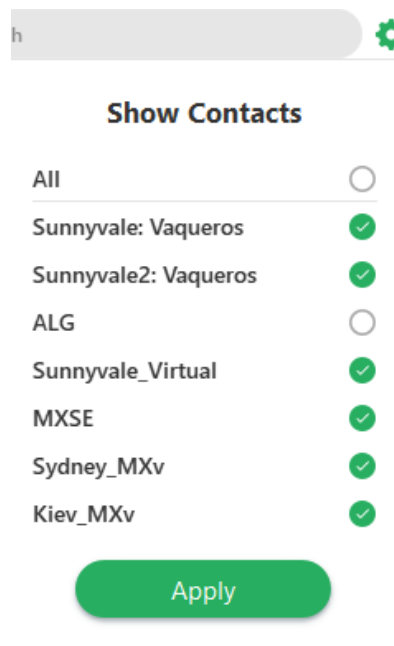 h
Show Contacts
All
Sunnyvale: Vaqueros
Sunnyvale2: Vaqueros
ALG
Sunnyvale_Virtual
MXSE
Sydney_MXv
Kiev_MXv
Apply